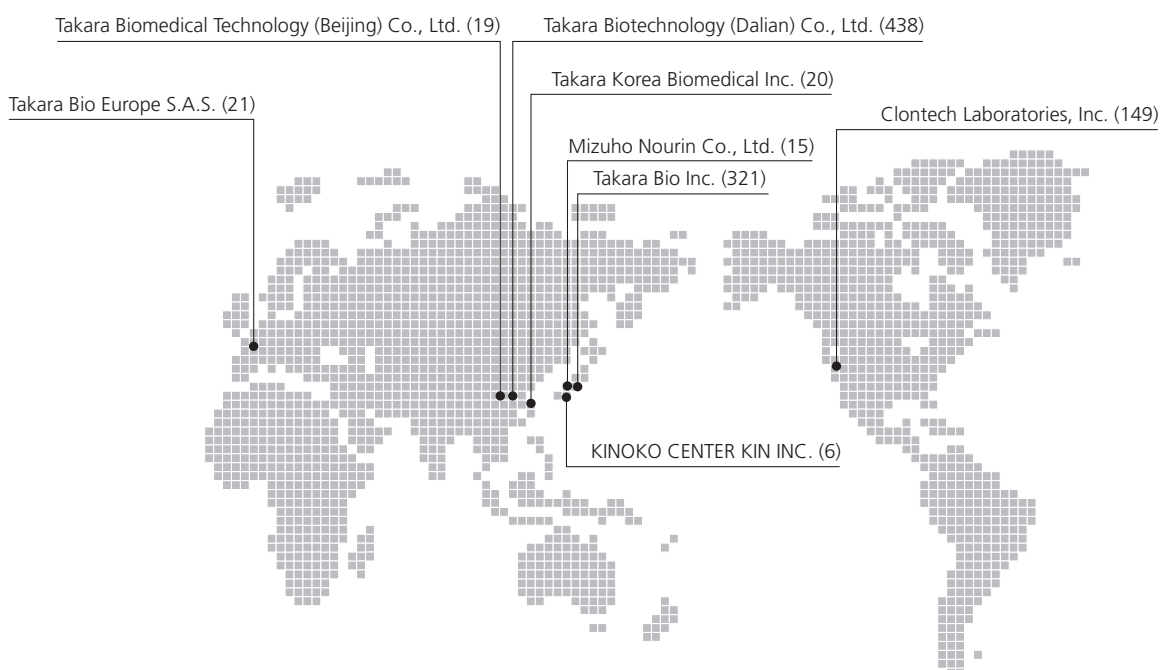 Takara Biomedical Technology (Beijing) Co., Ltd. (19)
Takara Biotechnology (Dalian) Co., Ltd. (438)
Takara Korea Biomedical Inc. (20)
Takara Bio Europe S.A.S. (21)
Clontech Laboratories, Inc. (149)
Mizuho Nourin Co., Ltd. (15)
Takara Bio Inc. (321)
KINOKO CENTER KIN INC. (6)